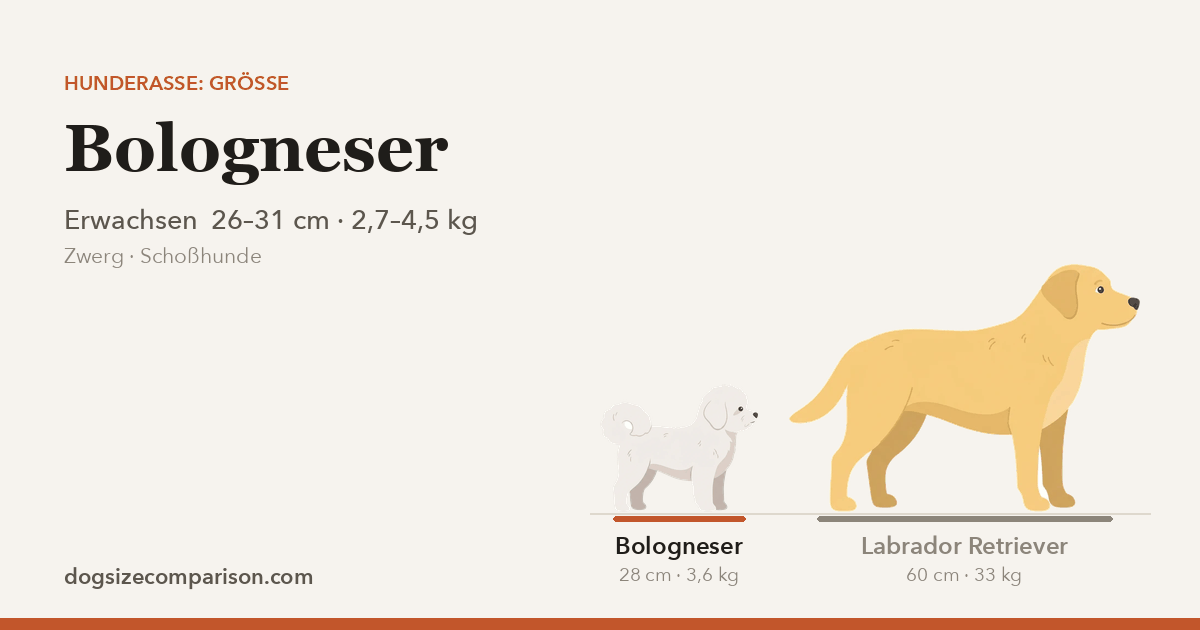 HUNDERASSE: GRÖSSE
Bologneser
Erwachsen  26–31 cm · 2,7–4,5 kg
Zwerg · Schoßhunde
Bologneser
28 cm · 3,6 kg
Labrador Retriever
60 cm · 33 kg
dogsizecomparison.com